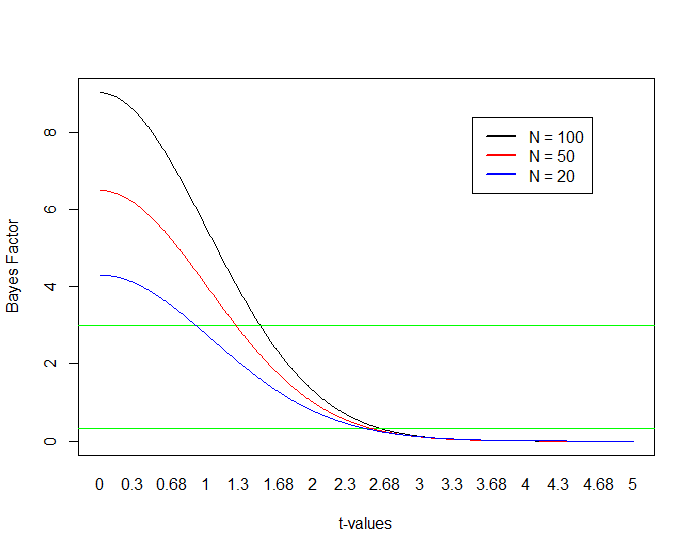 N = 100
N = 50
N = 20
Bayes Factor
8
6
4
2
0
0 0.3 0.68 1 1.3 1.68 2 2.3 2.68 3 3.3 3.68 4 4.3 4.68 5
t-values